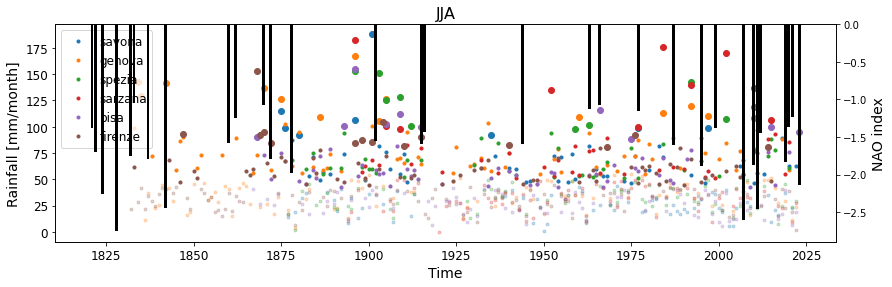 JJA
savona
genova
spezia
sarzana
pisa
firenze
Rainfall [mm/month]
175
150
125
100
75
50
25
0
1825
1850
1875
1900
1925
1950
1975
2000
2025
Time
0.0
−0.5
−1.0
−1.5
−2.0
−2.5
NAO index